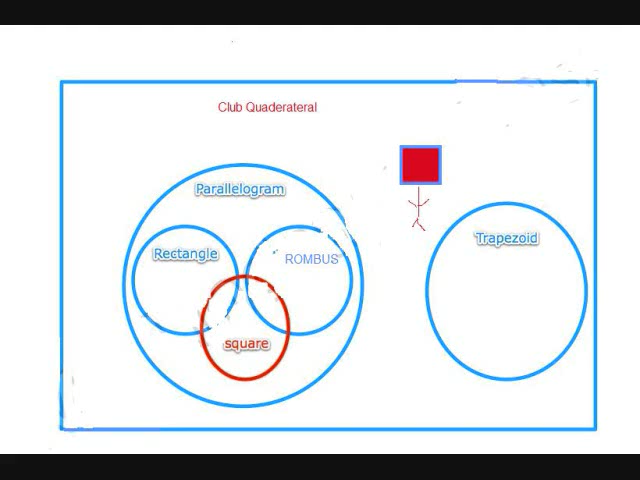 Club Quaderateral
Parallelogram
Rectangle
ROMBUS
Trapezoid
square